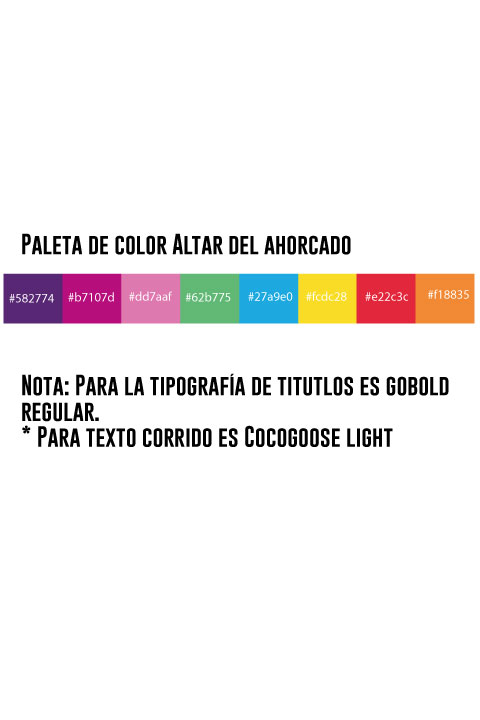 Paleta de color Altar del ahorcado
#582774 #b7107d #dd7aaf #62b775 #27a9e0 #fcdc28 #e22c3c #f18835
Nota: Para la tipografía de titutlos es gobold
regular.
* Para texto corrido es Cocogoose light